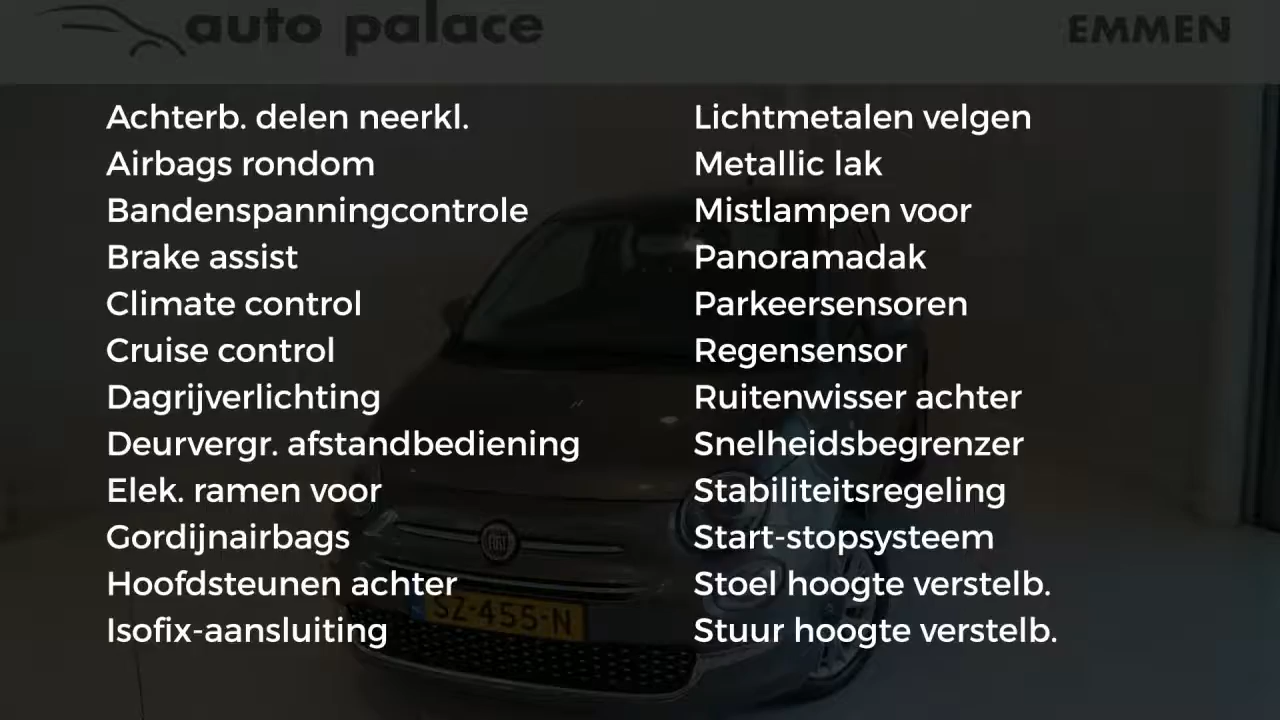 auto palace
EMMEN
Achterb. delen neerkl.
Airbags rondom
Bandenspanningcontrole
Brake assist
Climate control
Cruise control
Dagrijverlichting
Deurvergr. afstandbediening
Elek. ramen voor
Gordijnairbags
Hoofdsteunen achter
Isofix-aansluiting
Lichtmetalen velgen
Metallic lak
Mistlampen voor
Panoramadak
Parkeersensoren
Regensensor
Ruitenwisser achter
Snelheidsbegrenzer
Stabiliteitsregeling
Start-stopsysteem
Stoel hoogte verstelb.
Stuur hoogte verstelb.
FIAT
SZ-455-N